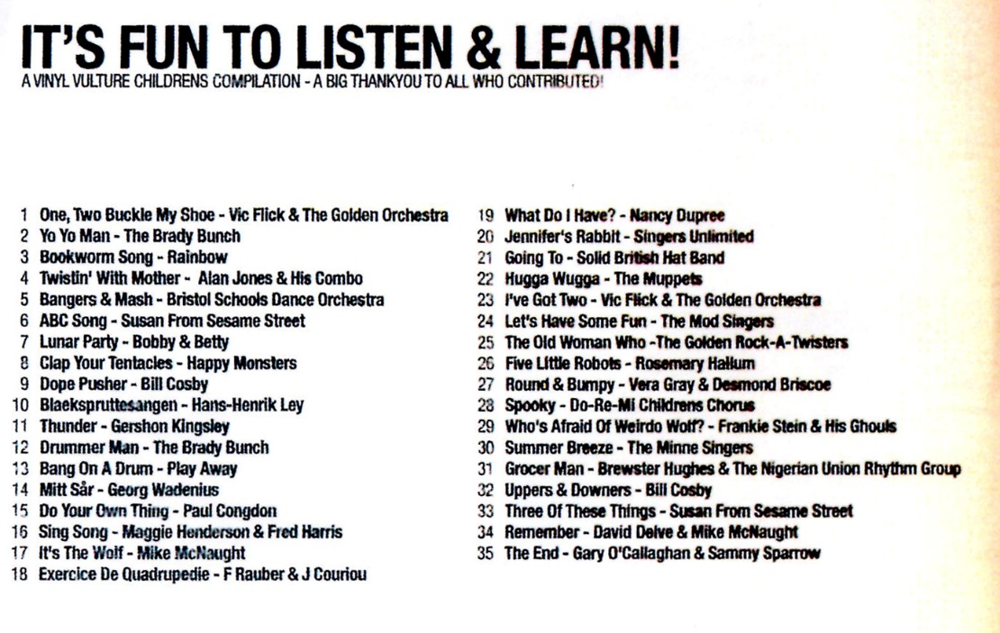 IT'S FUN TO LISTEN & LEARN!
A VINYL VULTURE CHILDRENS COMPILATION - A BIG THANKYOU TO ALL WHO CONTRIBUTED!
1 One, Two Buckle My Shoe - Vic Flick & The Golden Orchestra
2 Yo Yo Man - The Brady Bunch
3 Bookworm Song - Rainbow
4 Twistin' With Mother - Alan Jones & His Combo
5 Bangers & Mash - Bristol Schools Dance Orchestra
6 ABC Song - Susan From Sesame Street
7 Lunar Party - Bobby & Betty
8 Clap Your Tentacles - Happy Monsters
9 Dope Pusher - Bill Cosby
10 Blaekspruttesangen - Hans-Henrik Ley
11 Thunder - Gershon Kingsley
12 Drummer Man - The Brady Bunch
13 Bang On A Drum - Play Away
14 Mitt Sår - Georg Wadenius
15 Do Your Own Thing - Paul Congdon
16 Sing Song - Maggie Henderson & Fred Harris
17 It's The Wolf - Mike McNaught
18 Exercice De Quadrupedie - F Rauber & J Couriou
19 What Do I Have? - Nancy Dupree
20 Jennifer's Rabbit - Singers Unlimited
21 Going To - Solid British Hat Band
22 Hugga Wugga - The Muppets
23 I've Got Two - Vic Flick & The Golden Orchestra
24 Let's Have Some Fun - The Mod Singers
25 The Old Woman Who -The Golden Rock-A-Twisters
26 Five Little Robots - Rosemary Hallum
27 Round & Bumpy - Vera Gray & Desmond Briscoe
28 Spooky - Do-Re-Mi Childrens Chorus
29 Who's Afraid Of Weirdo Wolf? - Frankie Stein & His Ghouls
30 Summer Breeze - The Minne Singers
31 Grocer Man - Brewster Hughes & The Nigerian Union Rhythm Group
32 Uppers & Downers - Bill Cosby
33 Three Of These Things - Susan From Sesame Street
34 Remember - David Delve & Mike McNaught
35 The End - Gary O'Callaghan & Sammy Sparrow